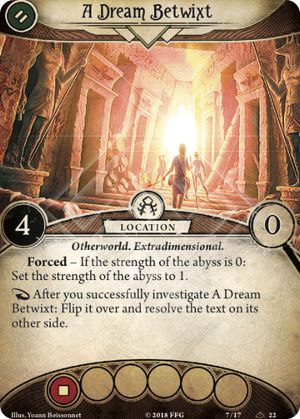 A Dream Betwixt
4
LOCATION
0
Otherworld. Extradimensional.
Forced – If the strength of the abyss is 0:
Set the strength of the abyss to 1.
After you successfully investigate A Dream
Betwixt: Flip it over and resolve the text on its
other side.
Illus. Yoann Boissonnet
© 2018 FFG
7/17
22